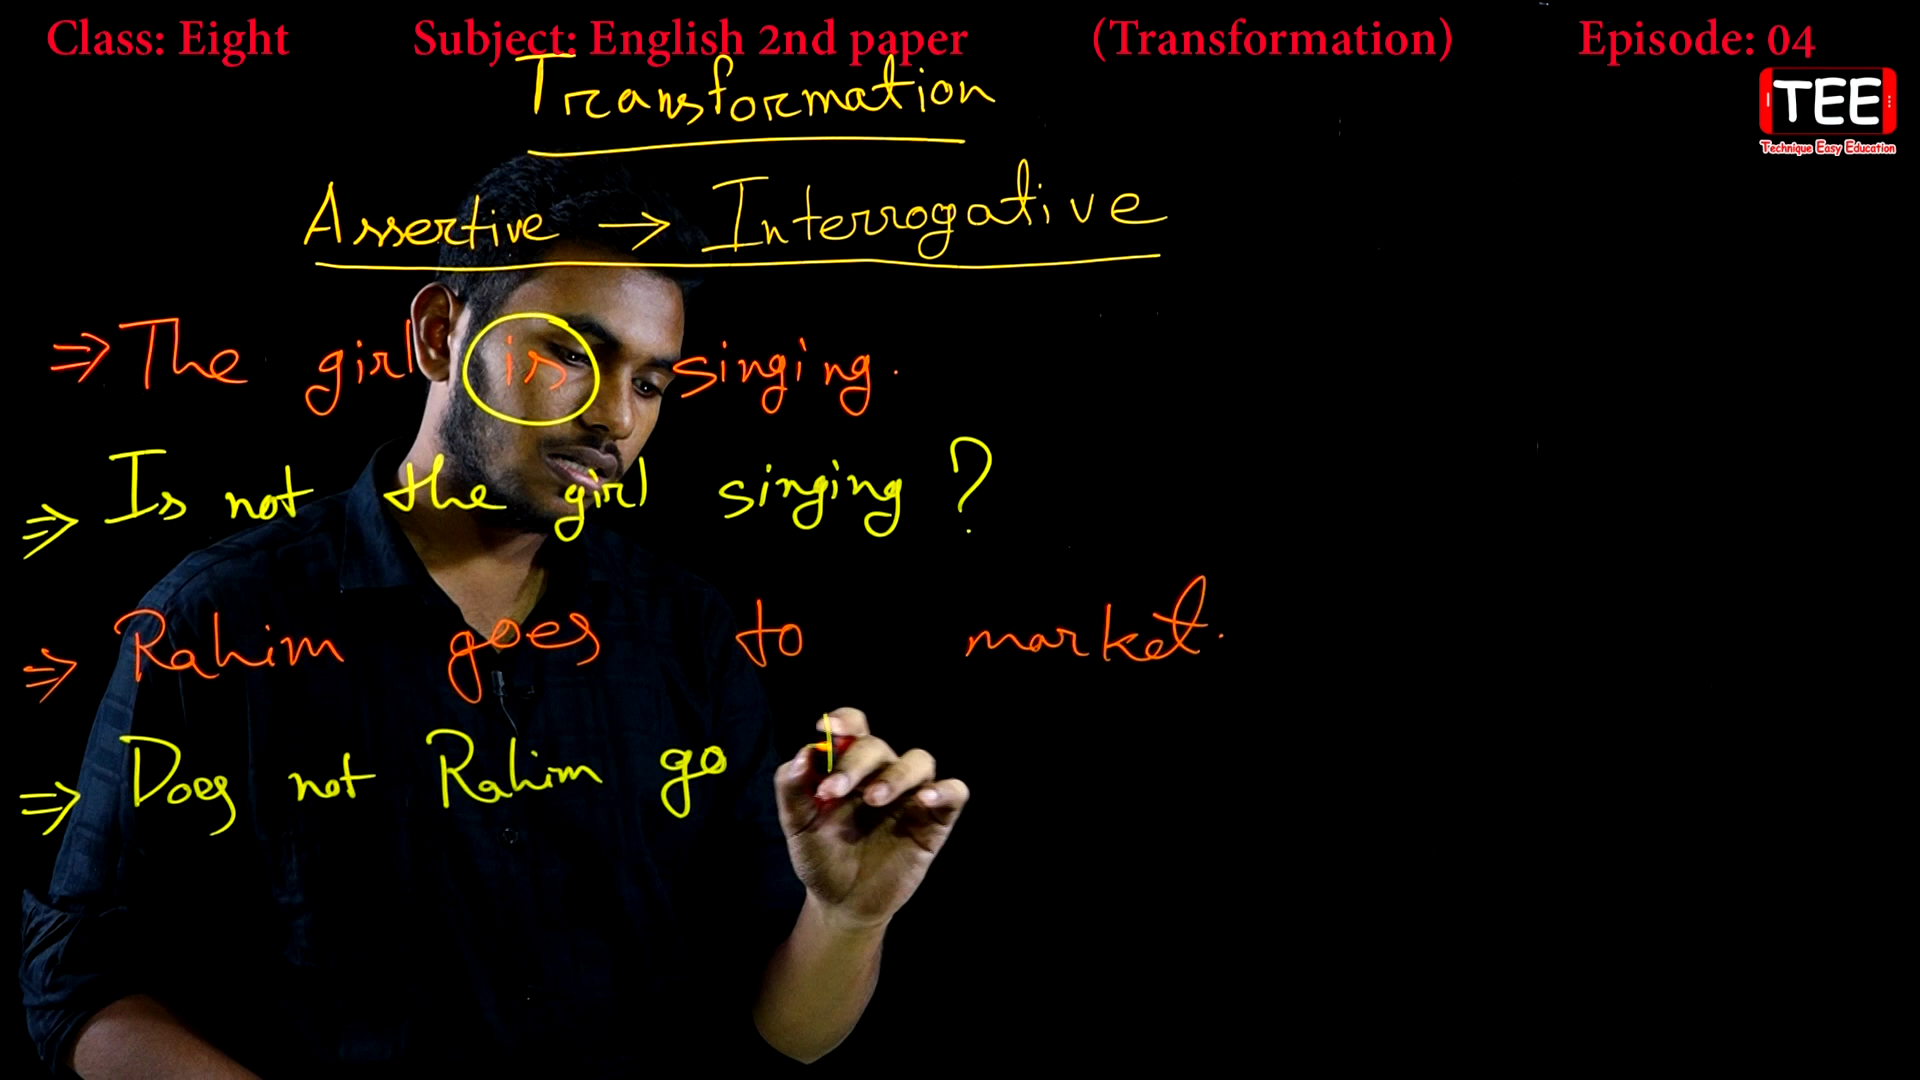 Class: Eight Subject: English 2nd paper (Transformation) Episode: 04
TEE
Technique Easy Education
Transformation
Assertive → Interrogative
⇒ The girl is singing.
⇒ Is not the girl singing ?
⇒ Rahim goes to market.
⇒ Does not Rahim go t